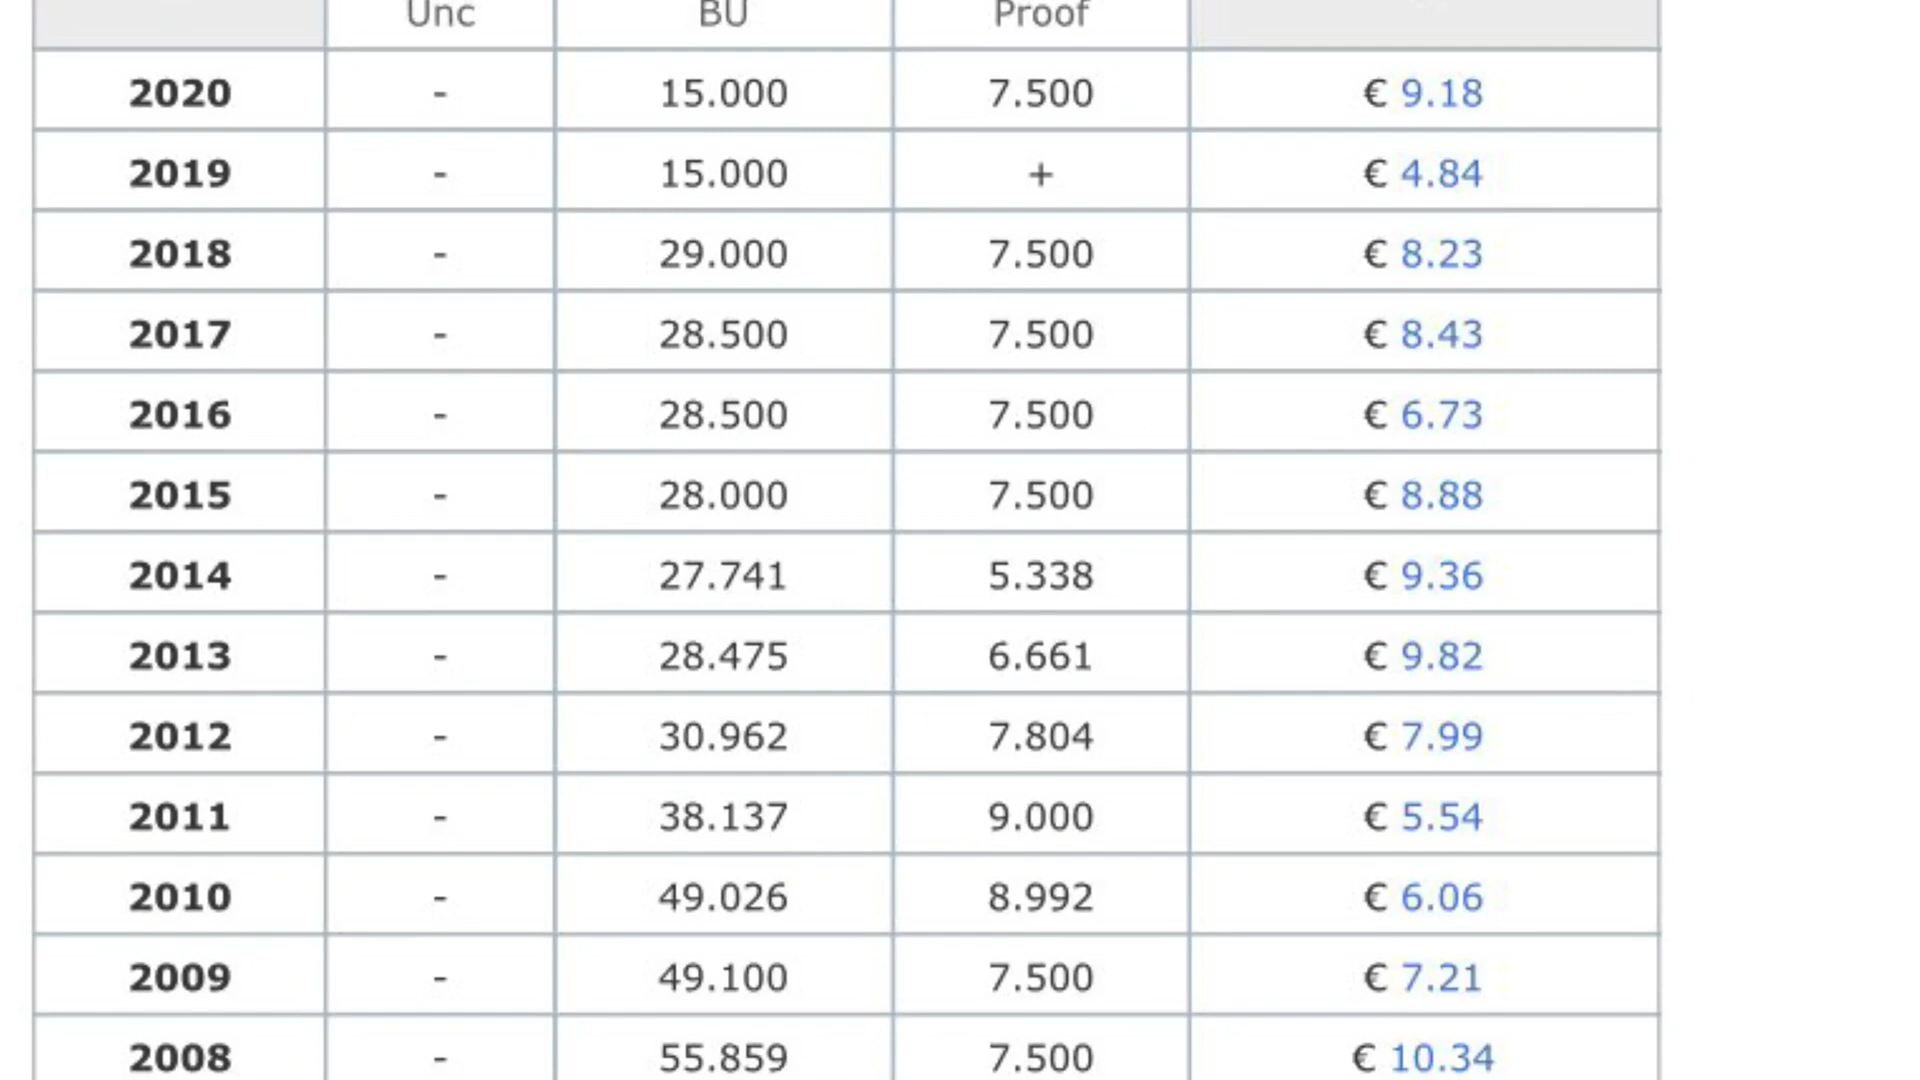 Unc BU Proof
2020 - 15.000 7.500 € 9.18
2019 - 15.000 + € 4.84
2018 - 29.000 7.500 € 8.23
2017 - 28.500 7.500 € 8.43
2016 - 28.500 7.500 € 6.73
2015 - 28.000 7.500 € 8.88
2014 - 27.741 5.338 € 9.36
2013 - 28.475 6.661 € 9.82
2012 - 30.962 7.804 € 7.99
2011 - 38.137 9.000 € 5.54
2010 - 49.026 8.992 € 6.06
2009 - 49.100 7.500 € 7.21
2008 - 55.859 7.500 € 10.34